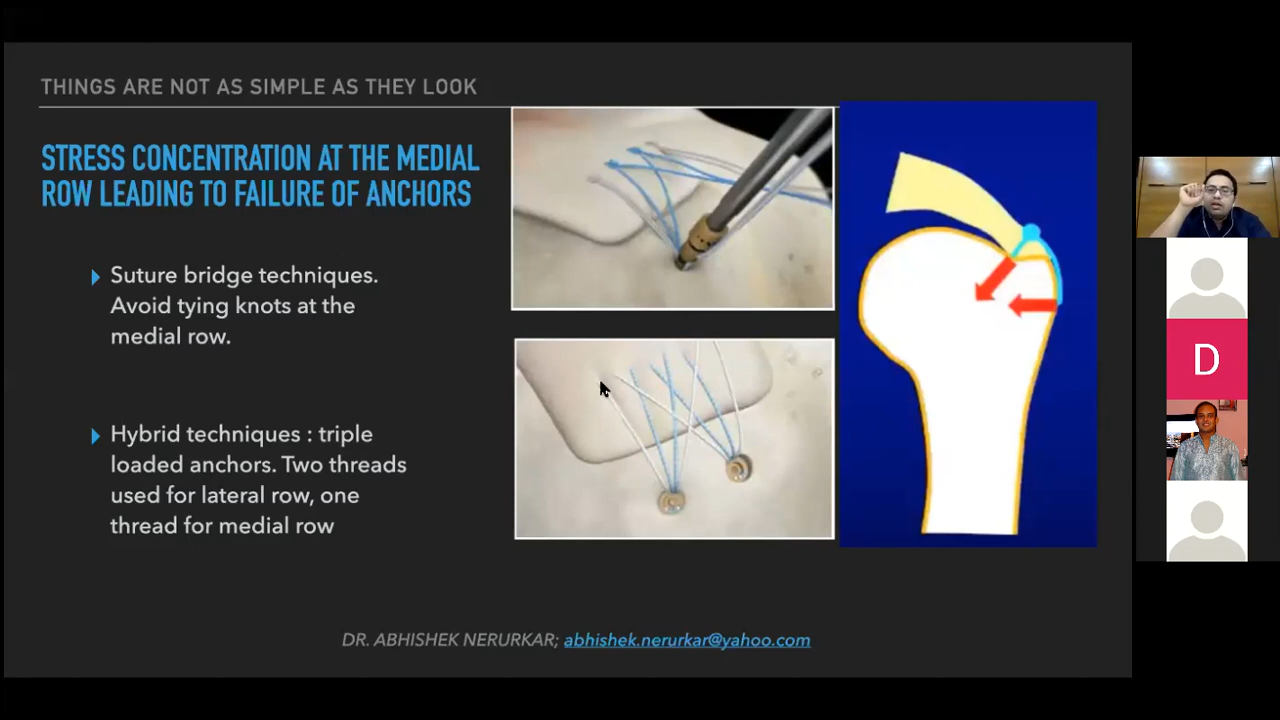 THINGS ARE NOT AS SIMPLE AS THEY LOOK
STRESS CONCENTRATION AT THE MEDIAL
ROW LEADING TO FAILURE OF ANCHORS
Suture bridge techniques.
Avoid tying knots at the
medial row.
Hybrid techniques : triple
loaded anchors. Two threads
used for lateral row, one
thread for medial row
DR. ABHISHEK NERURKAR; abhishek.nerurkar@yahoo.com
D